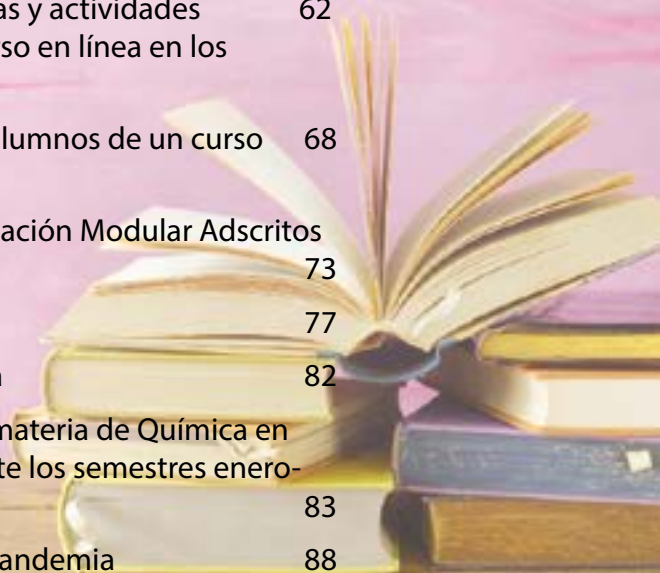 as y actividades 62
so en línea en los
lumnos de un curso 68
ación Modular Adscritos
73
77
82
materia de Química en
te los semestres enero-
83
andemia 88